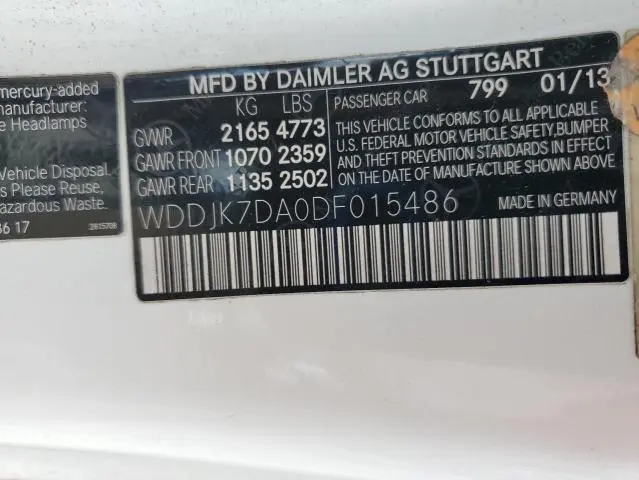 mercury-added
manufacturer:
e Headlamps
Vehicle Disposal
s Please Reuse,
azardous Waste.
36 17
MFD BY DAIMLER AG STUTTGART
KG LBS
GVWR 2165 4773
GAWR FRONT 1070 2359
GAWR REAR 1135 2502
PASSENGER CAR 799 01/13
THIS VEHICLE CONFORMS TO ALL APPLICABLE
U.S. FEDERAL MOTOR VEHICLE SAFETY, BUMPER
AND THEFT PREVENTION STANDARDS IN EFFECT
ON THE DATE OF MANUFACTURE SHOWN ABOVE.
WDDJK7DA0DF015486
MADE IN GERMANY